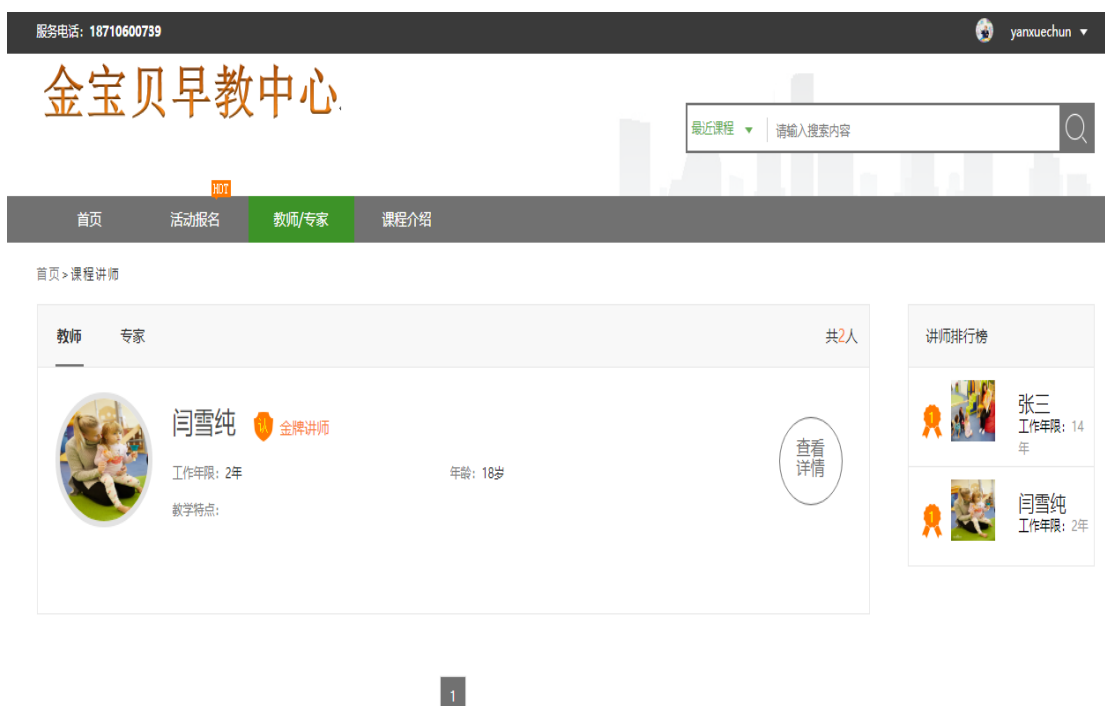 服务电话：18710600739
yanxuechun
金宝贝早教中心
最近课程
请输入搜索内容
HOT
首页
活动报名
教师/专家
课程介绍
首页>课程讲师
教师
专家
共2人
闫雪纯
认
金牌讲师
工作年限：2年
年龄：18岁
教学特点：
查看
详情
讲师排行榜
1
张三
工作年限：14
年
1
闫雪纯
工作年限：2年
1